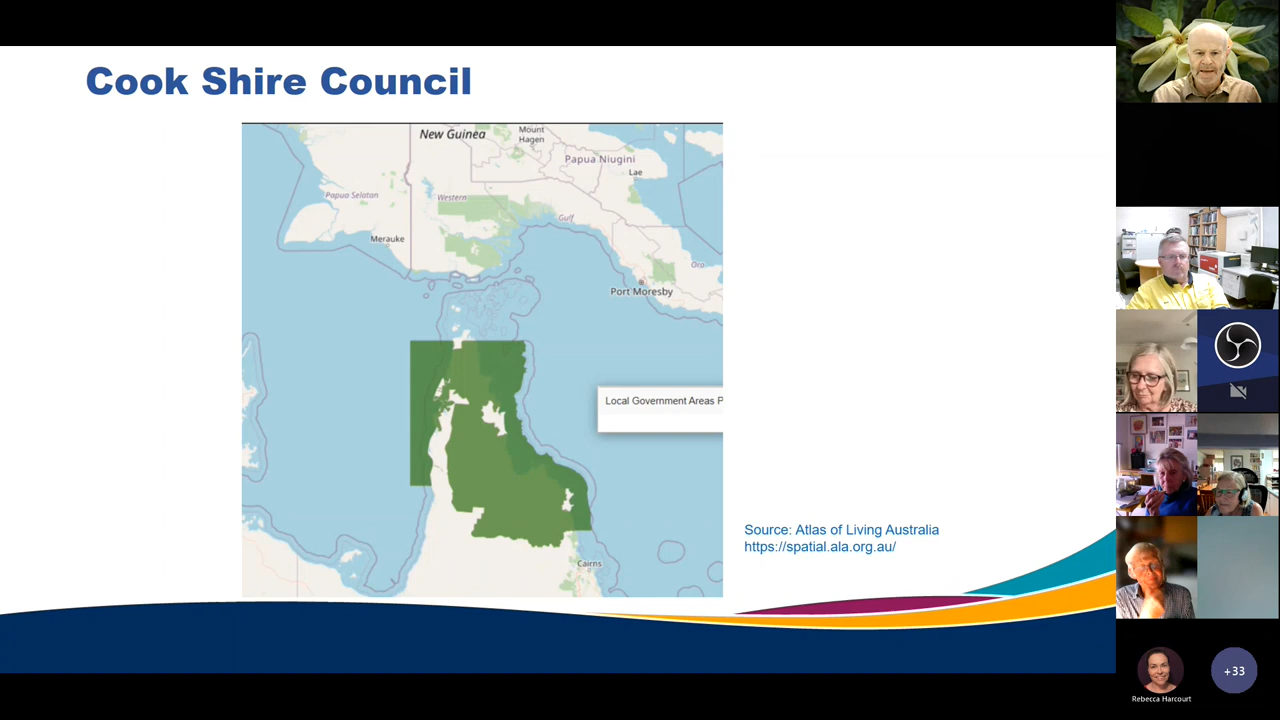 Cook Shire Council
New Guinea
Mount
Hagen
Papua Niugini
Lae
Papua Selatan
Western
Gulf
Merauke
Oro
Port Moresby
Local Government Areas P
Cairns
Source: Atlas of Living Australia
https://spatial.ala.org.au/
Rebecca Harcourt
+33